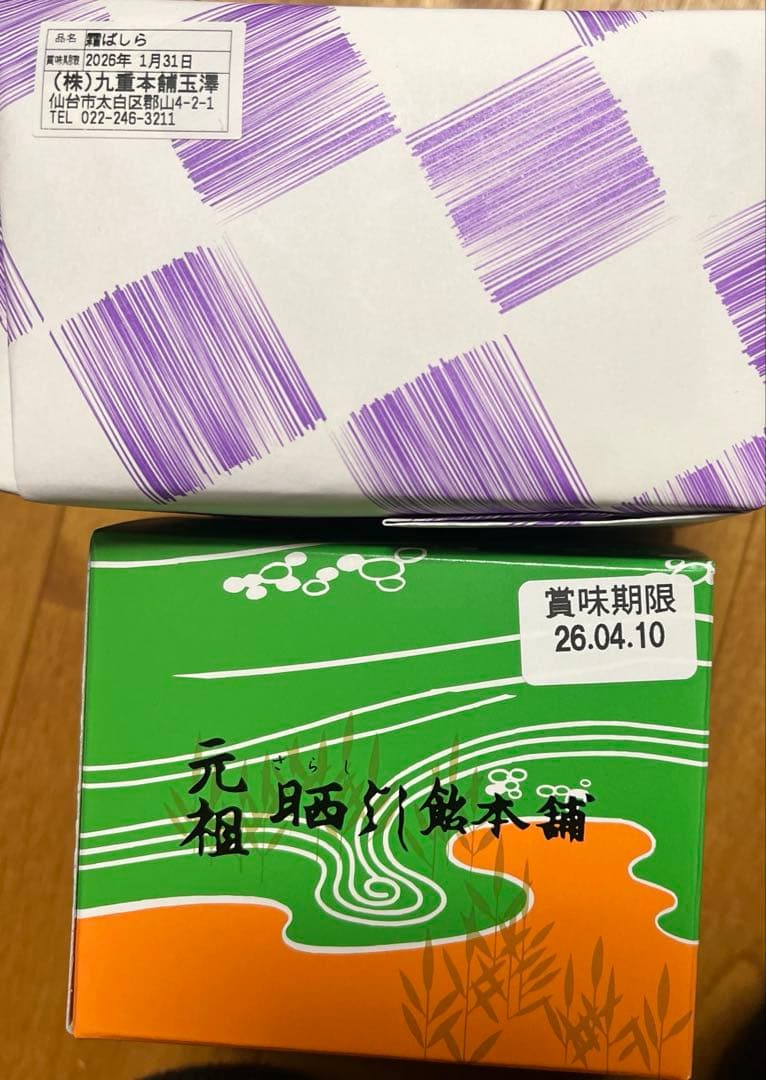 品名 霜ばしら
賞味期限 2026年 1月31日
(株)九重本舗玉澤
仙台市太白区郡山4-2-1
TEL 022-246-3211
賞味期限
26.04.10
元祖
さらし
晒よし飴本舗